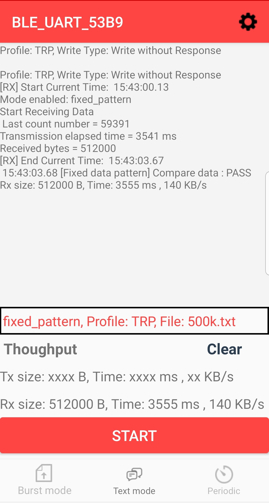 BLE_UART_53B9
Profile: TRP, Write Type: Write without Response
Profile: TRP, Write Type: Write without Response
[RX] Start Current Time:  15:43:00.13
Mode enabled: fixed_pattern
Start Receiving Data
Last count number = 59391
Transmission elapsed time = 3541 ms
Received bytes = 512000
[RX] End Current Time:  15:43:03.67
15:43:03.68 [Fixed data pattern] Compare data : PASS
Rx size: 512000 B, Time: 3555 ms , 140 KB/s
fixed_pattern, Profile: TRP, File: 500k.txt
Thoughput Clear
Tx size: xxxx B, Time: xxxx ms , xx KB/s
Rx size: 512000 B, Time: 3555 ms , 140 KB/s
START
Burst mode Text mode Periodic